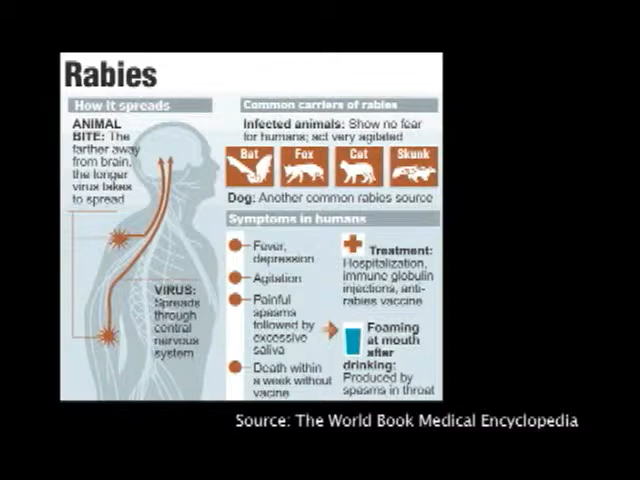 Rabies
How it spreads
ANIMAL
BITE: The
farther away
from brain,
the longer
virus takes
to spread
VIRUS:
Spreads
through
central
nervous
system
Common carriers of rabies
Infected animals: Show no fear
for humans; act very agitated
Bat Fox Cat Skunk
Dog: Another common rabies source
Symptoms in humans
Fever,
depression
Agitation
Painful
spasms
followed by
excessive
saliva
Death within
a week without
vacine
Treatment:
Hospitalization,
immune globulin
injections, anti-
rabies vaccine
Foaming
at mouth
after
drinking:
Produced by
spasms in throat
Source: The World Book Medical Encyclopedia